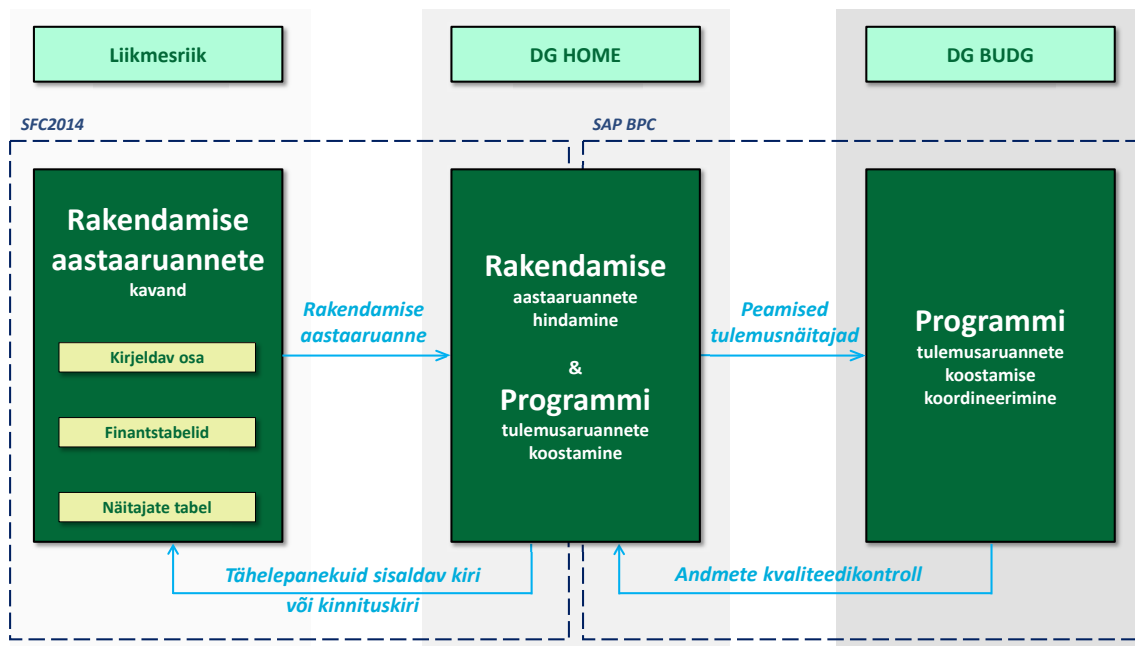 Liikmesriik
DG HOME
DG BUDG
SFC2014
SAP BPC
Rakendamise
aastaaruannete
kavand
Kirjeldav osa
Finantstabelid
Näitajate tabel
Rakendamise
aastaaruanne
Rakendamise
aastaaruannete
hindamine
&
Programmi
tulemusaruannete
koostamine
Peamised
tulemusnäitajad
Programmi
tulemusaruannete
koostamise
koordineerimine
Tähelepanekuid sisaldav kiri
või kinnituskiri
Andmete kvaliteedikontroll